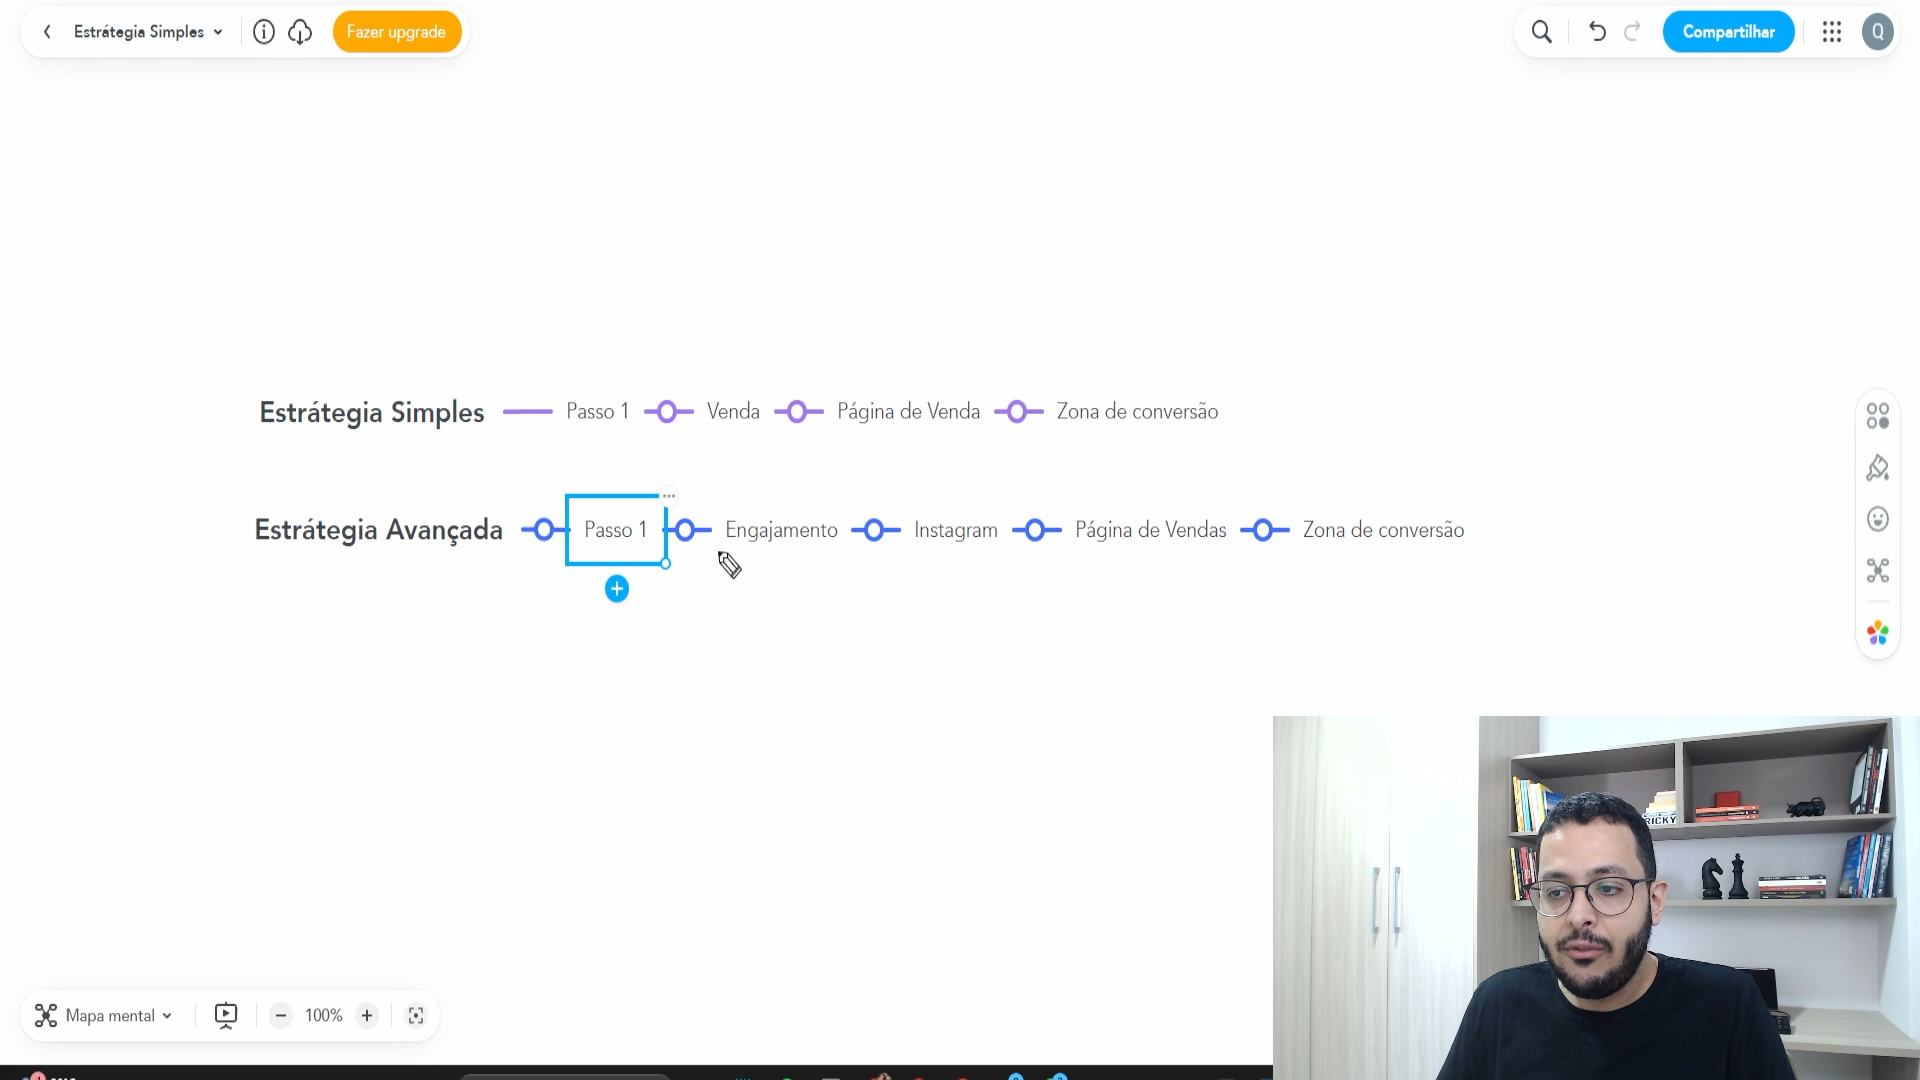 Estrátegia Simples
Fazer upgrade
Compartilhar
Q
Estrátegia Simples Passo 1 Venda Página de Venda Zona de conversão
Estrátegia Avançada Passo 1 Engajamento Instagram Página de Vendas Zona de conversão
RICKY
Mapa mental
100%